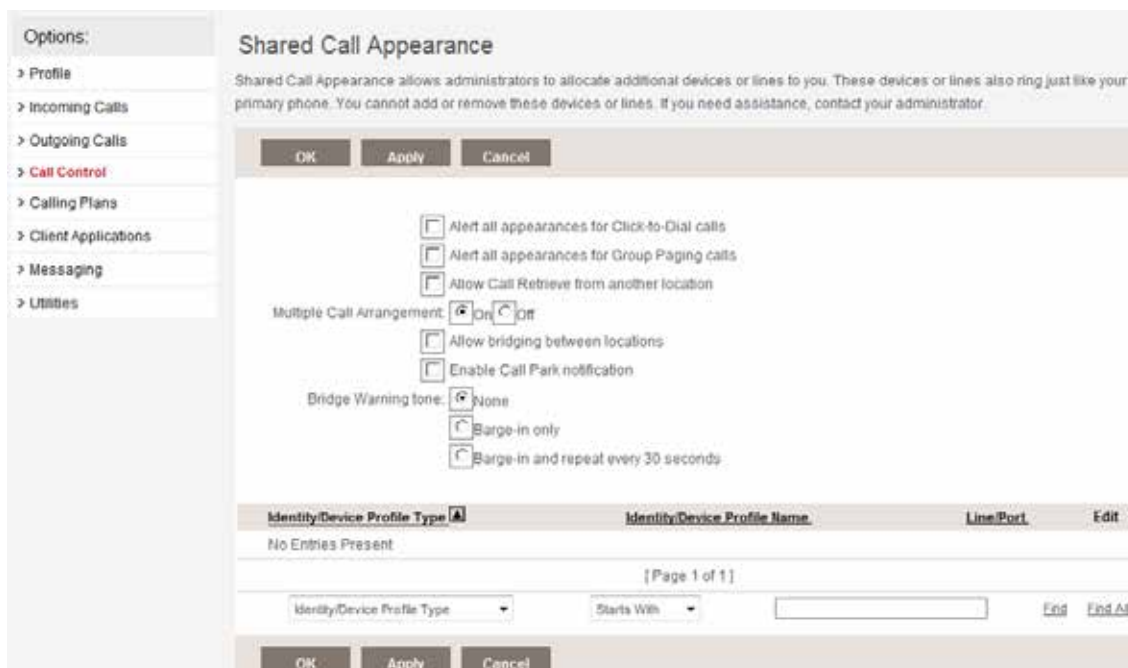 Options:
> Profile
> Incoming Calls
> Outgoing Calls
> Call Control
> Calling Plans
> Client Applications
> Messaging
> Utilities
Shared Call Appearance
Shared Call Appearance allows administrators to allocate additional devices or lines to you. These devices or lines also ring just like your
primary phone. You cannot add or remove these devices or lines. If you need assistance, contact your administrator.
OK Apply Cancel
Alert all appearances for Click-to-Dial calls
Alert all appearances for Group Paging calls
Allow Call Retrieve from another location
Multiple Call Arrangement: On Off
Allow bridging between locations
Enable Call Park notification
Bridge Warning tone: None
Barge-in only
Barge-in and repeat every 30 seconds
Identity/Device Profile Type Identity/Device Profile Name Line/Port Edit
No Entries Present
[ Page 1 of 1 ]
Identity/Device Profile Type Starts With Find Find All
OK Apply Cancel